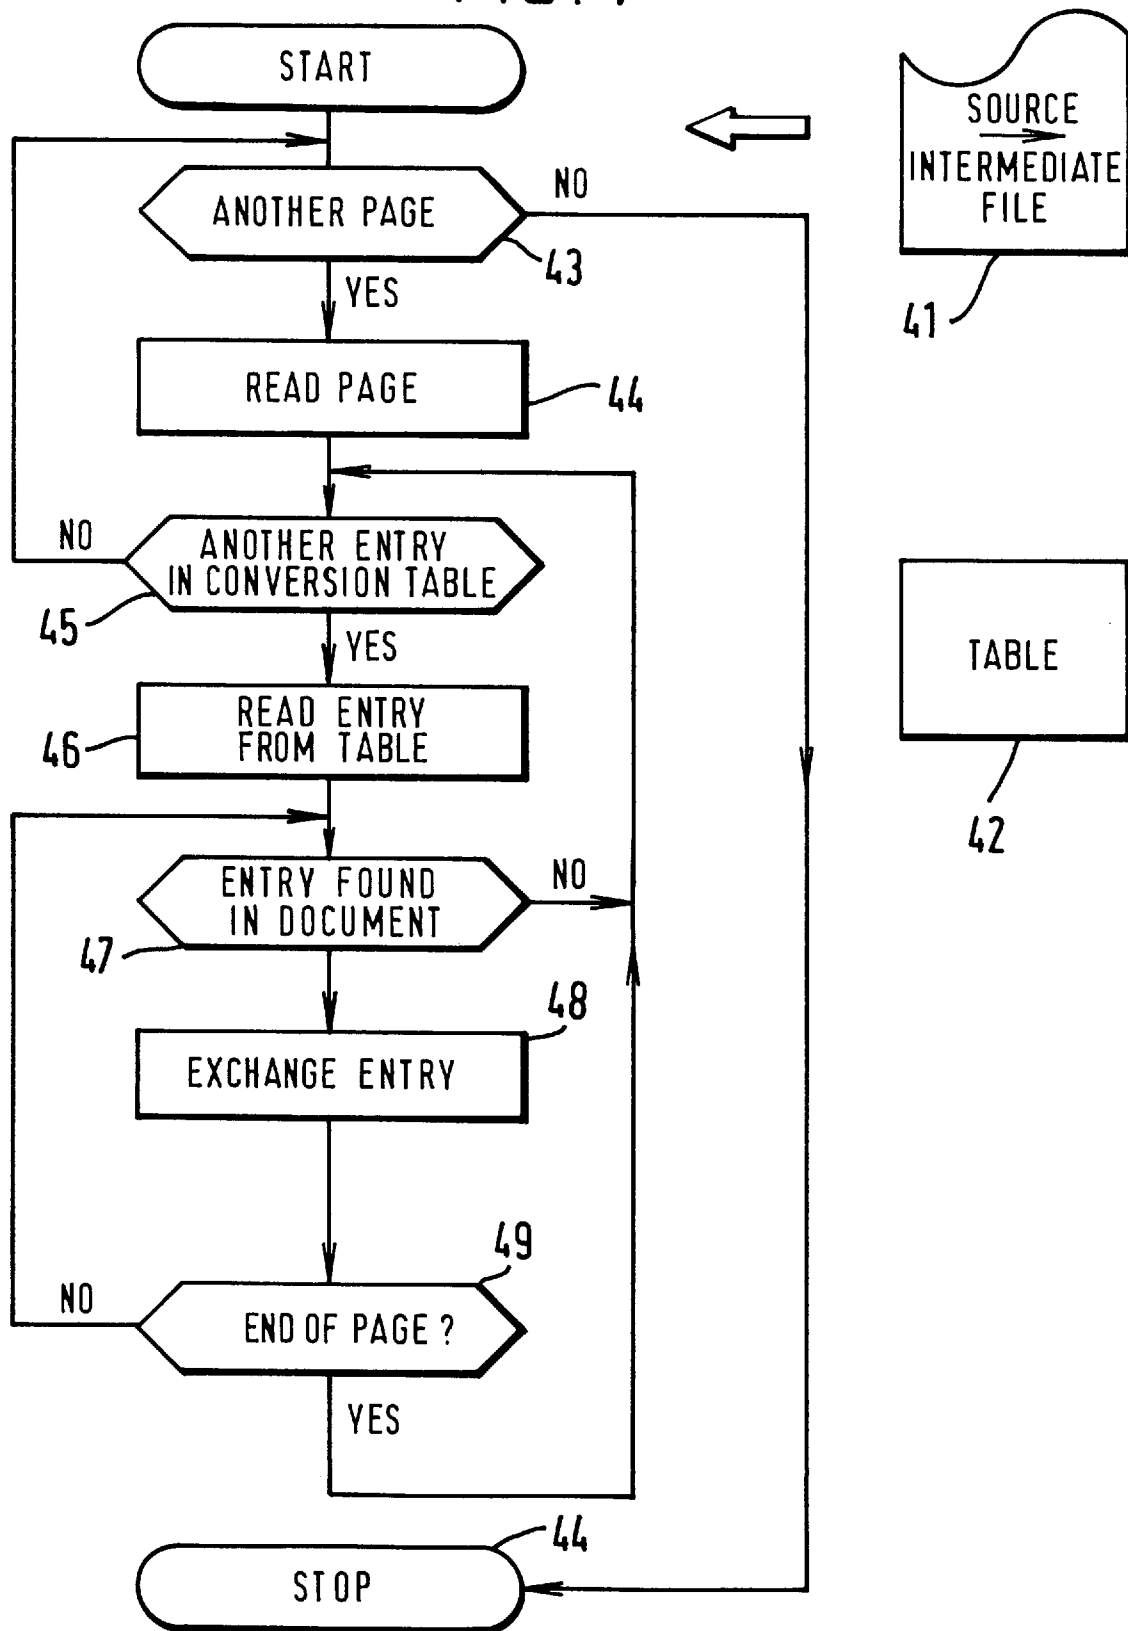 START
SOURCE
INTERMEDIATE
FILE
41
ANOTHER PAGE
NO
43
YES
READ PAGE
44
ANOTHER ENTRY
IN CONVERSION TABLE
NO
45
YES
TABLE
42
READ ENTRY
FROM TABLE
46
ENTRY FOUND
IN DOCUMENT
NO
47
48
EXCHANGE ENTRY
49
NO
END OF PAGE ?
YES
44
STOP